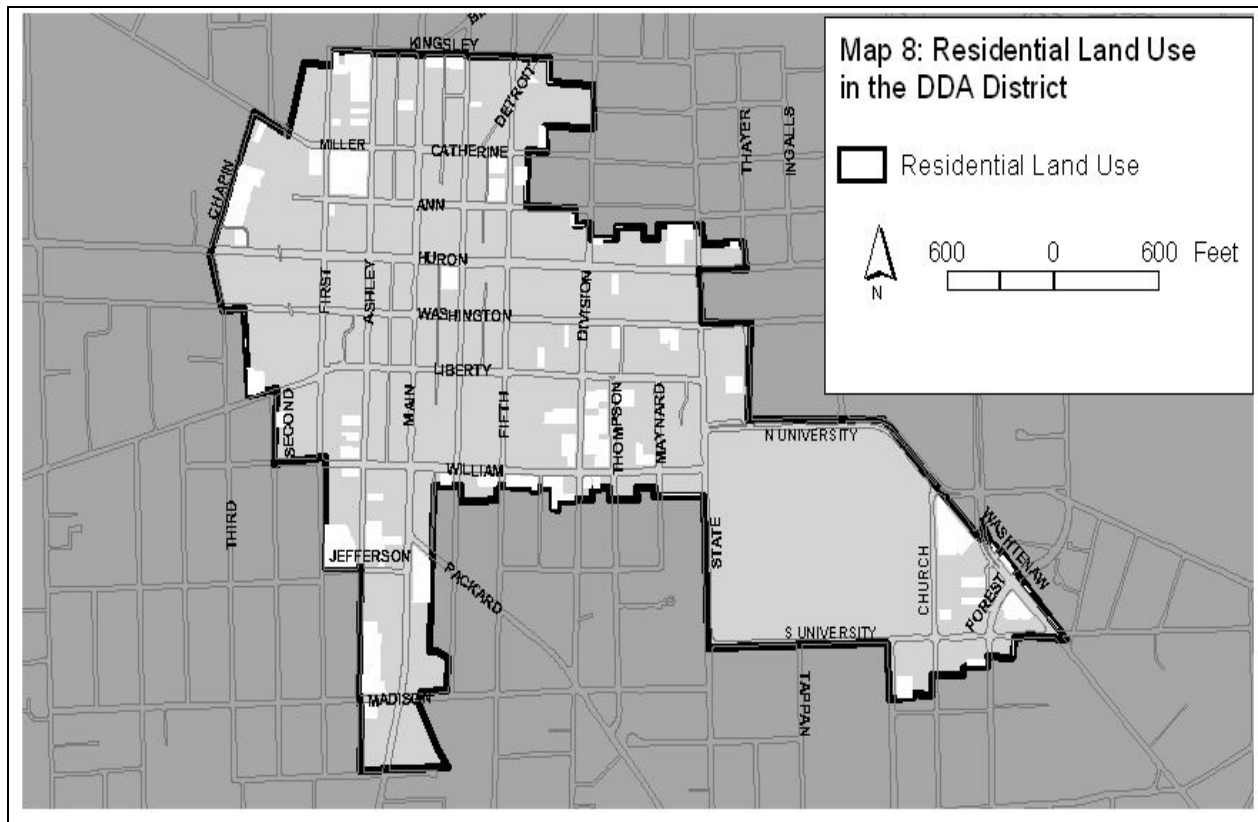 Map 8: Residential Land Use
in the DDA District
Residential Land Use
600 0 600 Feet
N
KINGSLEY
DETROIT
MILLER
CATHERINE
THAYER
INGALLS
CHAPIN
ANN
HURON
FIRST
ASHLEY
WASHINGTON
DIVISION
LIBERTY
SECOND
MAIN
FIFTH
THOMPSON
MAYNARD
N UNIVERSITY
WILLIAM
THIRD
JEFFERSON
PACKARD
STATE
CHURCH
WASHTENAW
FOREST
S UNIVERSITY
MADISON
TAPPAN